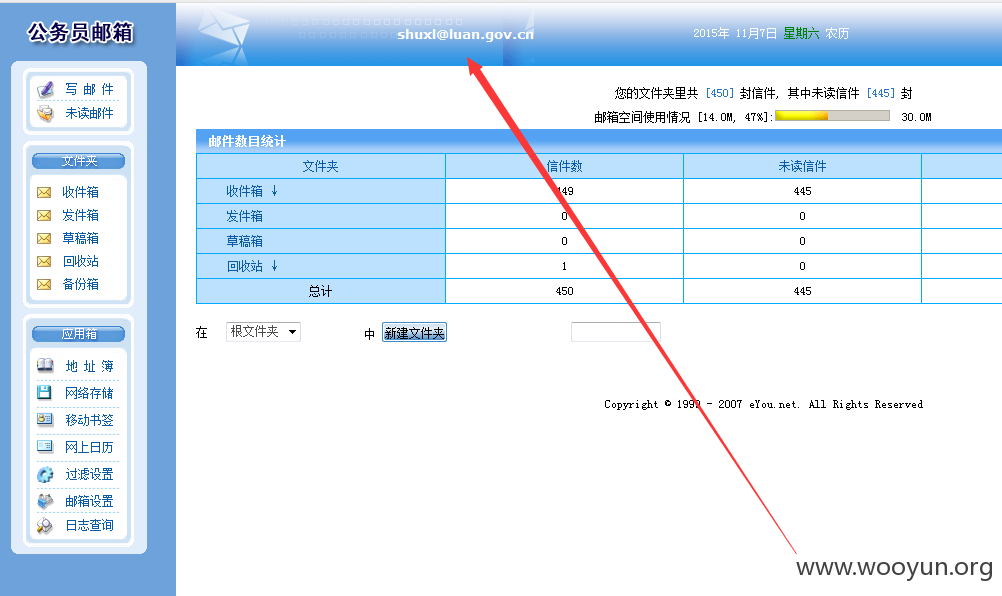 公务员邮箱
shuxl@luan.gov.cn
2015年 11月7日 星期六 农历
写 邮 件
未读邮件
文件夹
收件箱
发件箱
草稿箱
回收站
备份箱
应用箱
地 址 簿
网络存储
移动书签
网上日历
过滤设置
邮箱设置
日志查询
您的文件夹里共 [450] 封信件, 其中未读信件 [445] 封
邮箱空间使用情况 [14.0M, 47%]: 30.0M
邮件数目统计
文件夹 信件数 未读信件
收件箱 ↓ 449 445
发件箱 0 0
草稿箱 0 0
回收站 ↓ 1 0
总计 450 445
在 根文件夹 中 新建文件夹
Copyright © 1999 - 2007 eYou.net. All Rights Reserved
www.wooyun.org